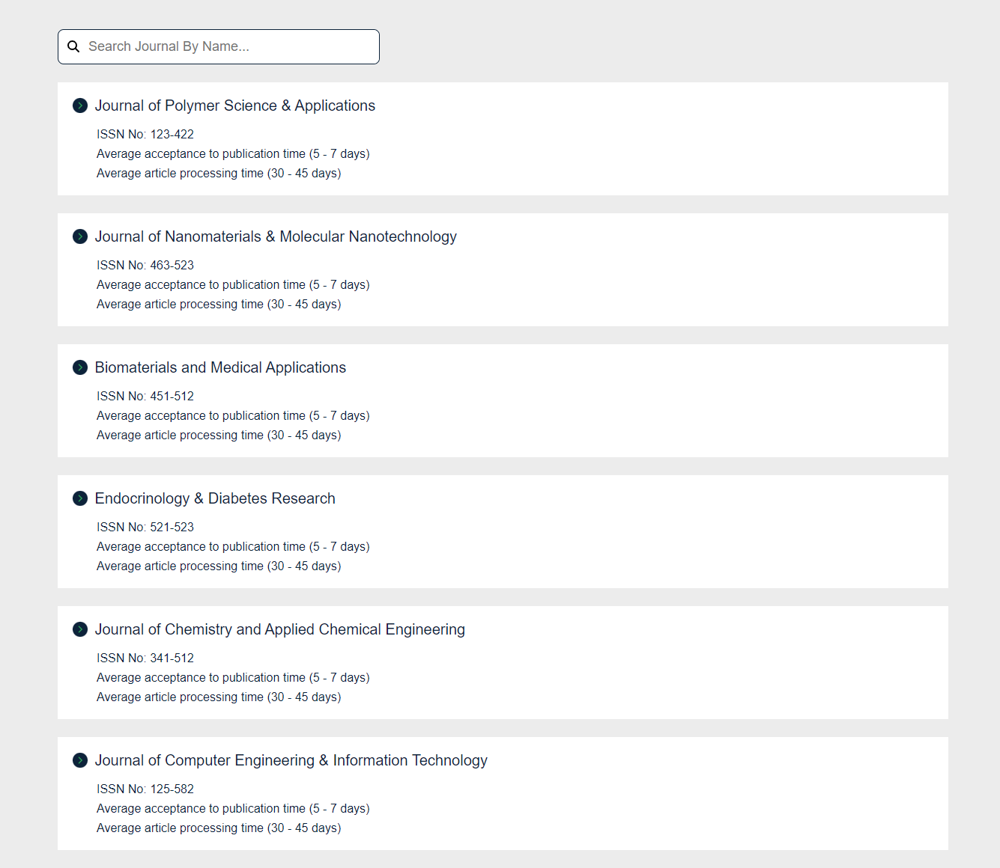 Search Journal By Name...
Journal of Polymer Science & Applications
ISSN No: 123-422
Average acceptance to publication time (5 - 7 days)
Average article processing time (30 - 45 days)
Journal of Nanomaterials & Molecular Nanotechnology
ISSN No: 463-523
Average acceptance to publication time (5 - 7 days)
Average article processing time (30 - 45 days)
Biomaterials and Medical Applications
ISSN No: 451-512
Average acceptance to publication time (5 - 7 days)
Average article processing time (30 - 45 days)
Endocrinology & Diabetes Research
ISSN No: 521-523
Average acceptance to publication time (5 - 7 days)
Average article processing time (30 - 45 days)
Journal of Chemistry and Applied Chemical Engineering
ISSN No: 341-512
Average acceptance to publication time (5 - 7 days)
Average article processing time (30 - 45 days)
Journal of Computer Engineering & Information Technology
ISSN No: 125-582
Average acceptance to publication time (5 - 7 days)
Average article processing time (30 - 45 days)